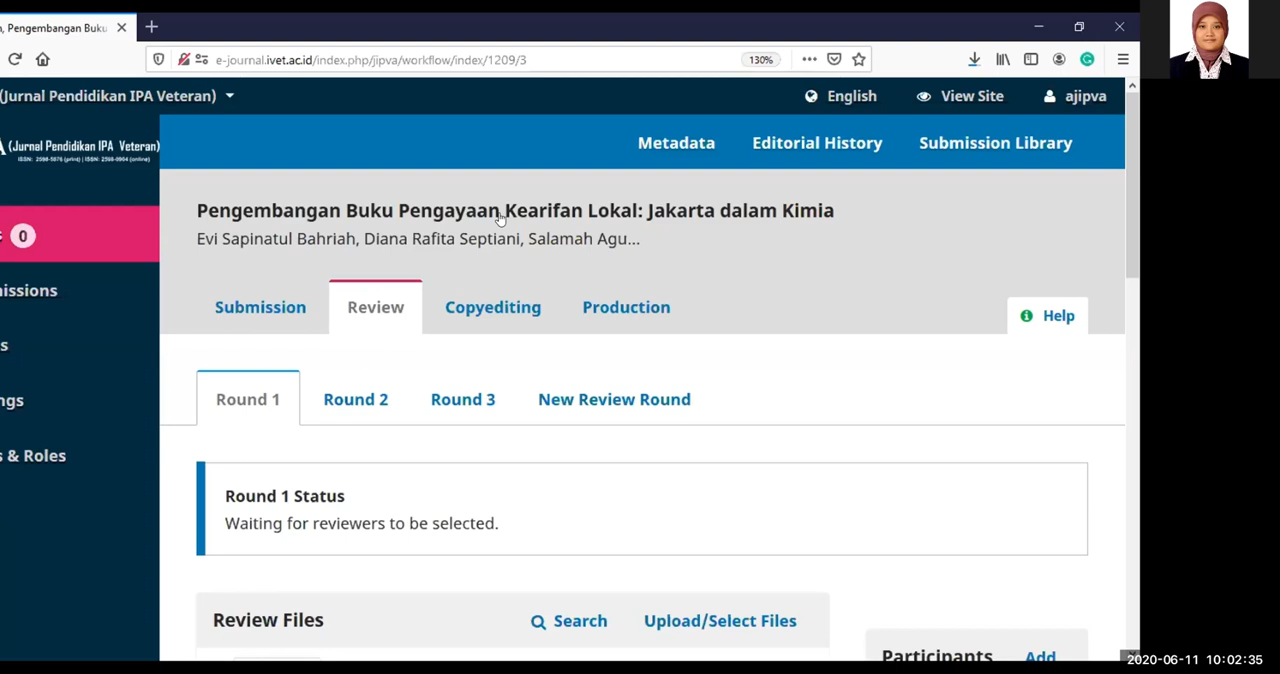 , Pengembangan Buku
e-journal.ivet.ac.id/index.php/jipva/workflow/index/1209/3
130%
(Jurnal Pendidikan IPA Veteran)
English
View Site
ajipva
A (Jurnal Pendidikan IPA Veteran)
Metadata
Editorial History
Submission Library
Pengembangan Buku Pengayaan Kearifan Lokal: Jakarta dalam Kimia
Evi Sapinatul Bahriah, Diana Rafita Septiani, Salamah Agu...
0
issions
s
ngs
s & Roles
Submission
Review
Copyediting
Production
Help
Round 1
Round 2
Round 3
New Review Round
Round 1 Status
Waiting for reviewers to be selected.
Review Files
Search
Upload/Select Files
Participants
Add
2020-06-11 10:02:35